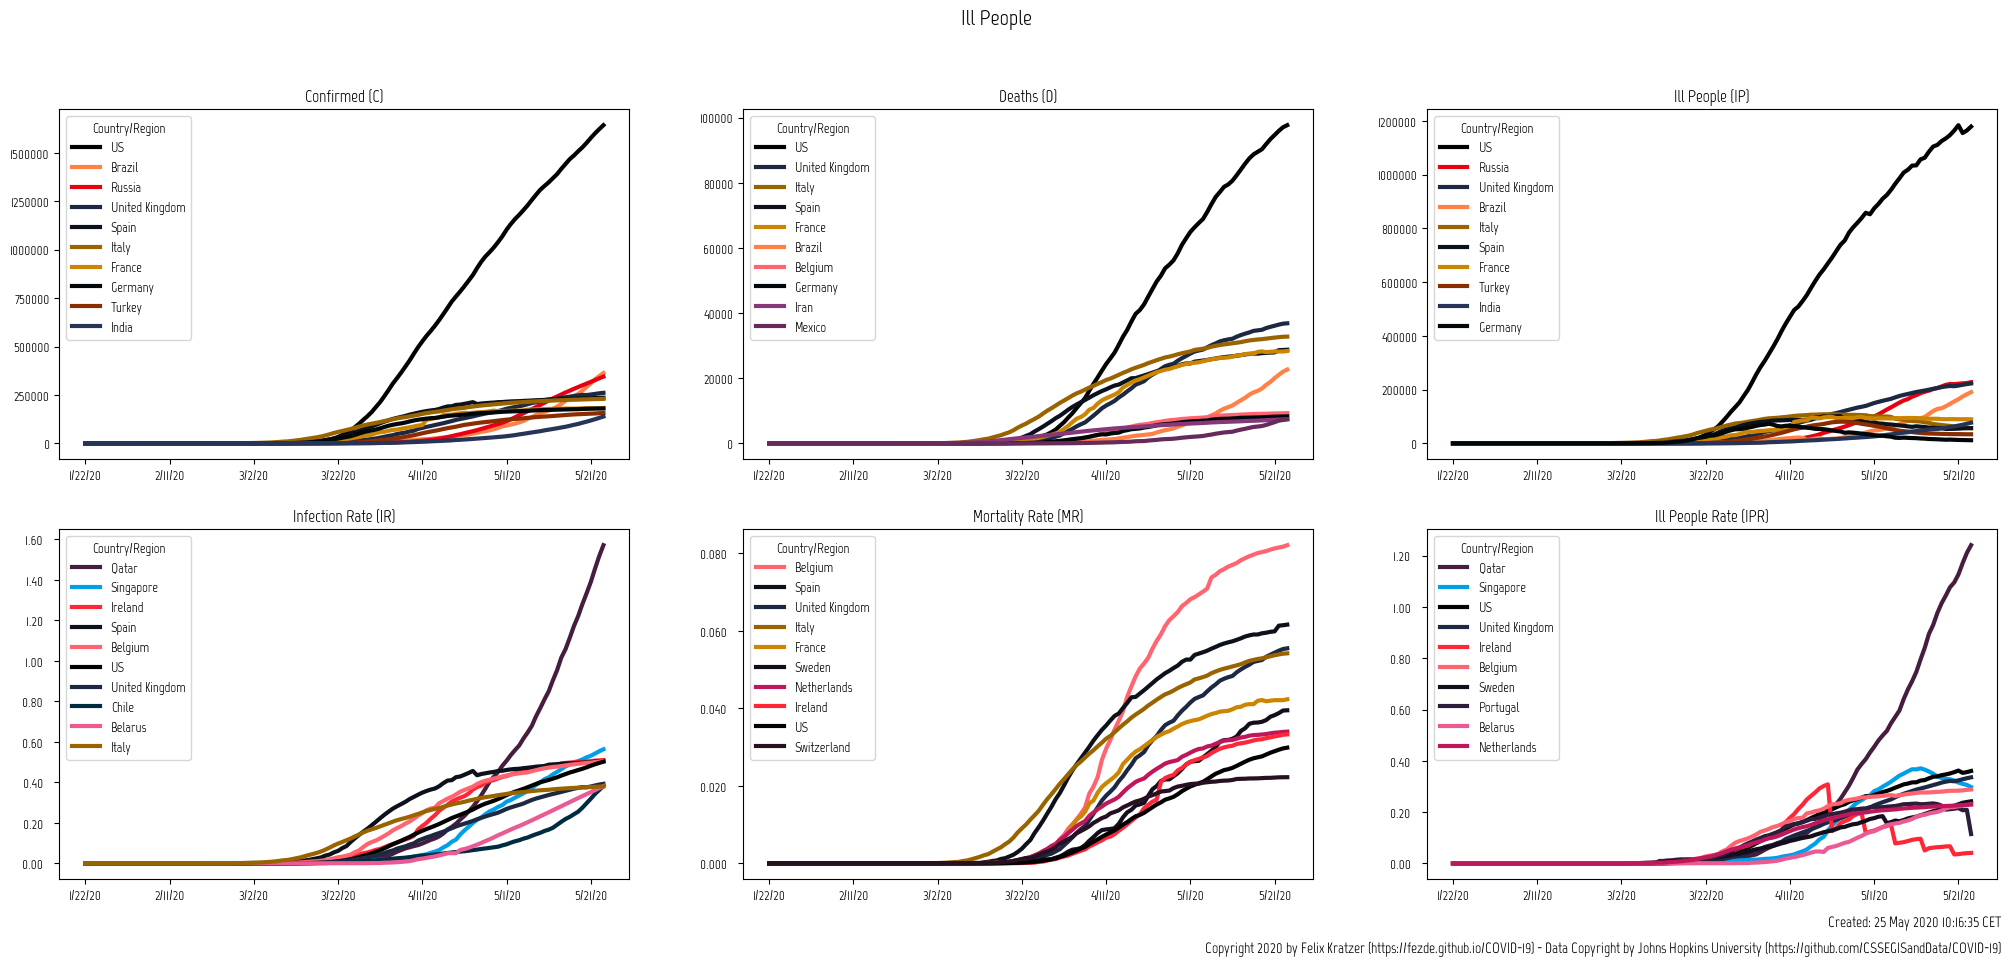 Ill People
Confirmed (C)
Country/Region
US
Brazil
Russia
United Kingdom
Spain
Italy
France
Germany
Turkey
India
1500000
1250000
1000000
750000
500000
250000
0
1/22/20 2/11/20 3/2/20 3/22/20 4/11/20 5/1/20 5/21/20
Deaths (D)
Country/Region
US
United Kingdom
Italy
Spain
France
Brazil
Belgium
Germany
Iran
Mexico
100000
80000
60000
40000
20000
0
1/22/20 2/11/20 3/2/20 3/22/20 4/11/20 5/1/20 5/21/20
Ill People (IP)
Country/Region
US
Russia
United Kingdom
Brazil
Italy
Spain
France
Turkey
India
Germany
1200000
1000000
800000
600000
400000
200000
0
1/22/20 2/11/20 3/2/20 3/22/20 4/11/20 5/1/20 5/21/20
Infection Rate (IR)
Country/Region
Qatar
Singapore
Ireland
Spain
Belgium
US
United Kingdom
Chile
Belarus
Italy
1.60
1.40
1.20
1.00
0.80
0.60
0.40
0.20
0.00
1/22/20 2/11/20 3/2/20 3/22/20 4/11/20 5/1/20 5/21/20
Mortality Rate (MR)
Country/Region
Belgium
Spain
United Kingdom
Italy
France
Sweden
Netherlands
Ireland
US
Switzerland
0.080
0.060
0.040
0.020
0.000
1/22/20 2/11/20 3/2/20 3/22/20 4/11/20 5/1/20 5/21/20
Ill People Rate (IPR)
Country/Region
Qatar
Singapore
US
United Kingdom
Ireland
Belgium
Sweden
Portugal
Belarus
Netherlands
1.20
1.00
0.80
0.60
0.40
0.20
0.00
1/22/20 2/11/20 3/2/20 3/22/20 4/11/20 5/1/20 5/21/20
Created: 25 May 2020 10:16:35 CET
Copyright 2020 by Felix Kratzer (https://fezde.github.io/COVID-19) - Data Copyright by Johns Hopkins University (https://github.com/CSSEGISandData/COVID-19)